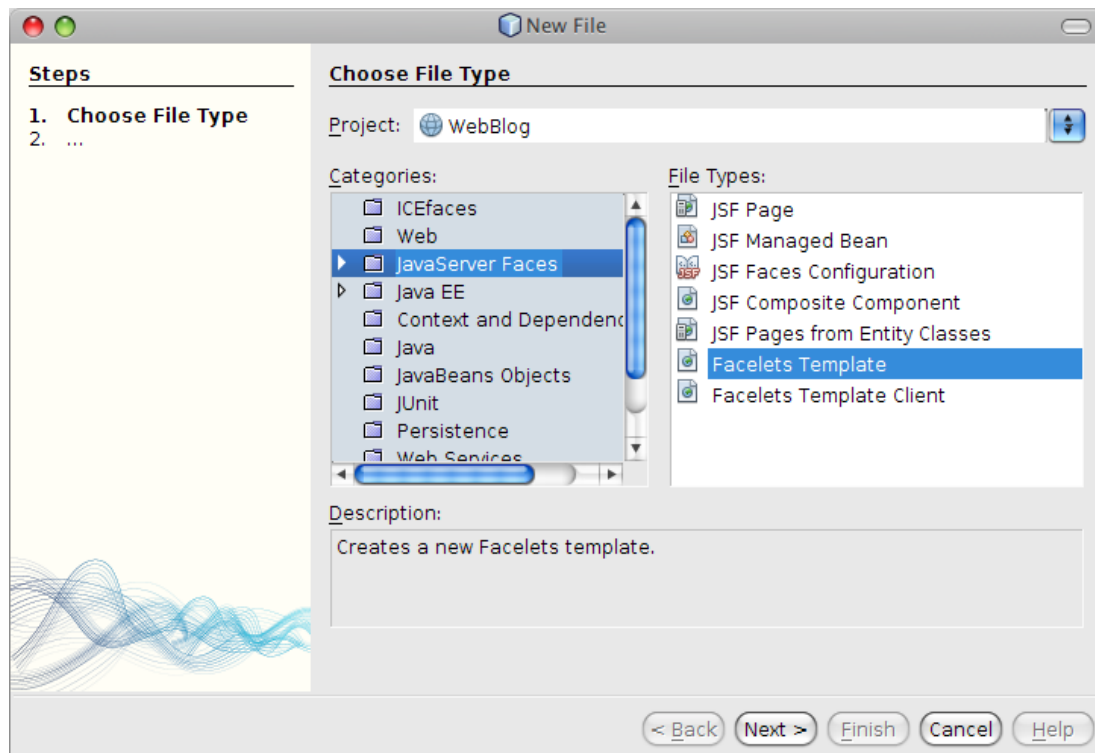 New File
Steps
1. Choose File Type
2. ...
Choose File Type
Project: WebBlog
Categories:
ICEfaces
Web
JavaServer Faces
Java EE
Context and Dependenc
Java
JavaBeans Objects
JUnit
Persistence
Web Services
File Types:
JSF Page
JSF Managed Bean
JSF Faces Configuration
JSF Composite Component
JSF Pages from Entity Classes
Facelets Template
Facelets Template Client
Description:
Creates a new Facelets template.
< Back Next > Finish Cancel Help